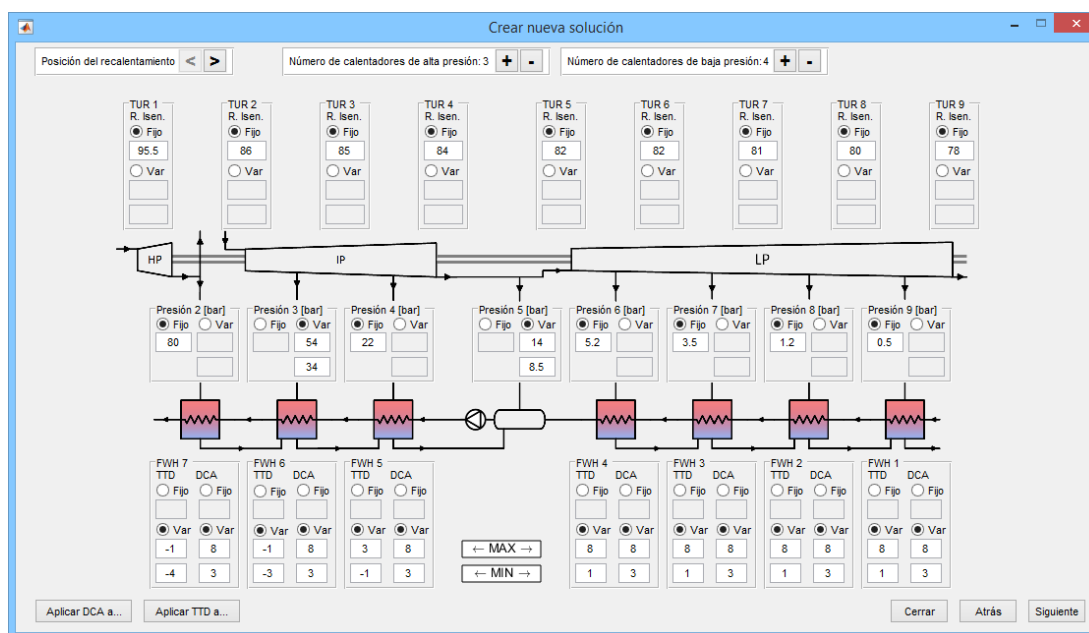 Crear nueva solución
Posición del recalentamiento < >
Número de calentadores de alta presión: 3 + -
Número de calentadores de baja presión: 4 + -
TUR 1 TUR 2 TUR 3 TUR 4 TUR 5 TUR 6 TUR 7 TUR 8 TUR 9
R. Isen. R. Isen. R. Isen. R. Isen. R. Isen. R. Isen. R. Isen. R. Isen. R. Isen.
Fijo Fijo Fijo Fijo Fijo Fijo Fijo Fijo Fijo
95.5 86 85 84 82 82 81 80 78
Var Var Var Var Var Var Var Var Var
HP IP LP
Presión 2 [bar] Presión 3 [bar] Presión 4 [bar] Presión 5 [bar] Presión 6 [bar] Presión 7 [bar] Presión 8 [bar] Presión 9 [bar]
Fijo Var Fijo Var Fijo Var Fijo Var Fijo Var Fijo Var Fijo Var Fijo Var
80 54 22 14 5.2 3.5 1.2 0.5
34 8.5
FWH 7 FWH 6 FWH 5 FWH 4 FWH 3 FWH 2 FWH 1
TTD DCA TTD DCA TTD DCA TTD DCA TTD DCA TTD DCA TTD DCA
Fijo Fijo Fijo Fijo Fijo Fijo Fijo Fijo Fijo Fijo Fijo Fijo Fijo Fijo
Var Var Var Var Var Var Var Var Var Var Var Var Var Var
-1 8 -1 8 3 8 ← MAX → 8 8 8 8 8 8 8 8
-4 3 -3 3 -1 3 ← MIN → 1 3 1 3 1 3 1 3
Aplicar DCA a... Aplicar TTD a... Cerrar Atrás Siguiente